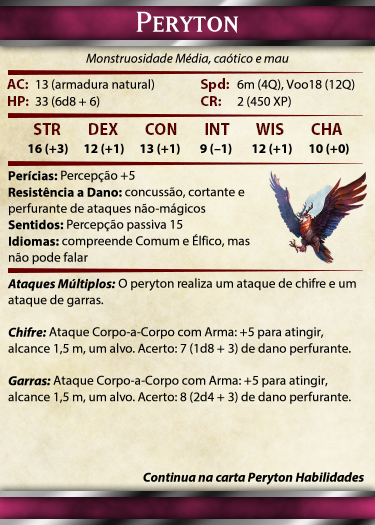 Peryton
Monstruosidade Média, caótico e mau
AC: 13 (armadura natural) Spd: 6m (4Q), Voo18 (12Q)
HP: 33 (6d8 + 6) CR: 2 (450 XP)
STR DEX CON INT WIS CHA
16 (+3) 12 (+1) 13 (+1) 9 (–1) 12 (+1) 10 (+0)
Perícias: Percepção +5
Resistência a Dano: concussão, cortante e
perfurante de ataques não-mágicos
Sentidos: Percepção passiva 15
Idiomas: compreende Comum e Élfico, mas
não pode falar
Ataques Múltiplos: O peryton realiza um ataque de chifre e um
ataque de garras.
Chifre: Ataque Corpo-a-Corpo com Arma: +5 para atingir,
alcance 1,5 m, um alvo. Acerto: 7 (1d8 + 3) de dano perfurante.
Garras: Ataque Corpo-a-Corpo com Arma: +5 para atingir,
alcance 1,5 m, um alvo. Acerto: 8 (2d4 + 3) de dano perfurante.
Continua na carta Peryton Habilidades